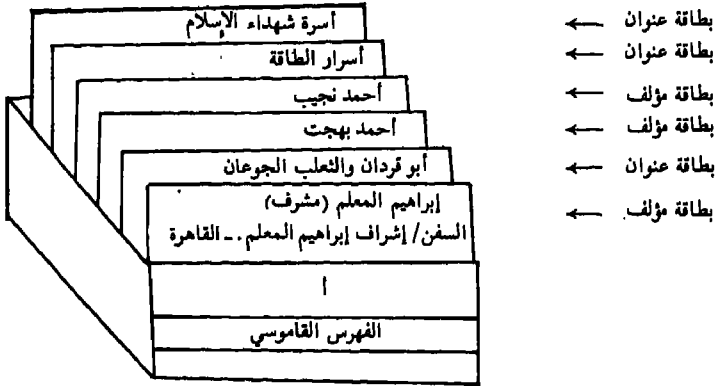 أسرة شهداء الإسلام ← بطاقة عنوان
أسرار الطاقة ← بطاقة عنوان
أحمد نجيب ← بطاقة مؤلف
أحمد بهجت ← بطاقة مؤلف
أبو قردان والثعلب الجوعان ← بطاقة عنوان
إبراهيم المعلم (مشرف) ← بطاقة مؤلف
السفن / إشراف إبراهيم المعلم .ـ القاهرة
أ
الفهرس القاموسي